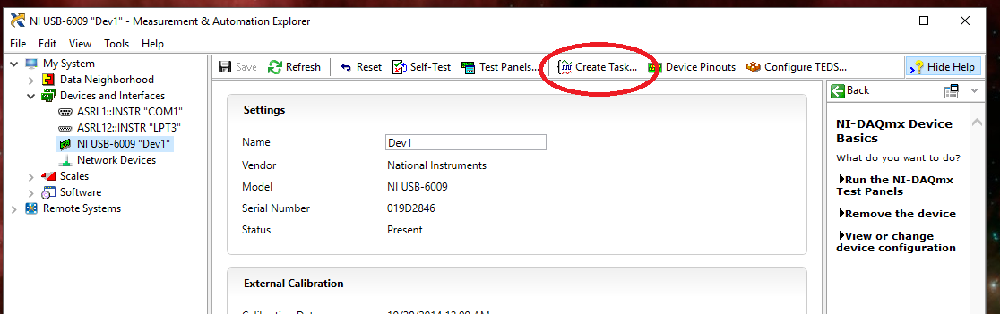 NI USB-6009 "Dev1" - Measurement & Automation Explorer
File Edit View Tools Help
My System
Data Neighborhood
Devices and Interfaces
ASRL1::INSTR "COM1"
ASRL12::INSTR "LPT3"
NI USB-6009 "Dev1"
Network Devices
Scales
Software
Remote Systems
Save Refresh Reset Self-Test Test Panels... Create Task... Device Pinouts Configure TEDS... Hide Help
Settings
Name Dev1
Vendor National Instruments
Model NI USB-6009
Serial Number 019D2846
Status Present
External Calibration
Back
NI-DAQmx Device
Basics
What do you want to do?
Run the NI-DAQmx
Test Panels
Remove the device
View or change
device configuration